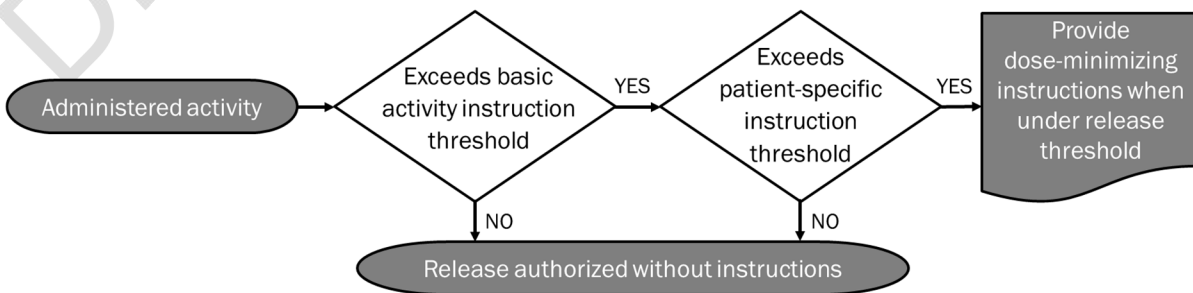 Administered activity
Exceeds basic
activity instruction
threshold
YES
NO
Exceeds
patient-specific
instruction
threshold
YES
NO
Provide
dose-minimizing
instructions when
under release
threshold
Release authorized without instructions